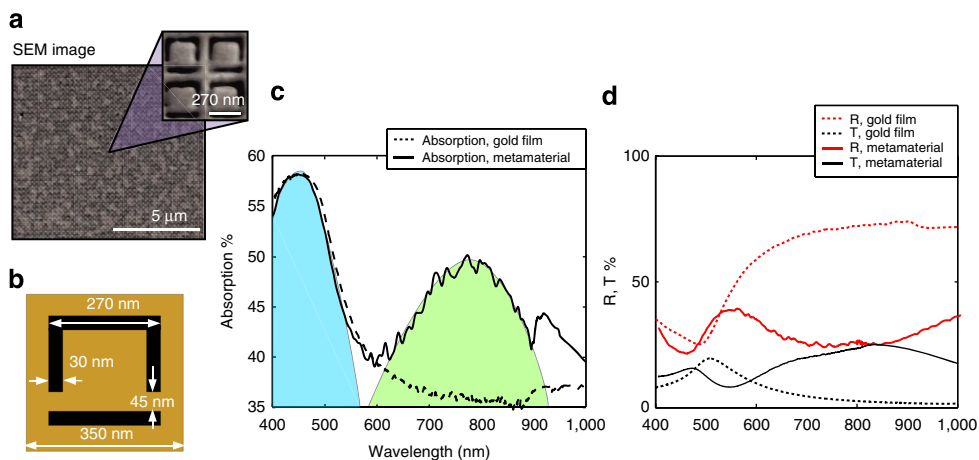 a
SEM image
270 nm
5 μm
b
270 nm
30 nm
45 nm
350 nm
c
Absorption, gold film
Absorption, metamaterial
60
55
50
45
40
35
Absorption %
400 500 600 700 800 900 1,000
Wavelength (nm)
d
R, gold film
T, gold film
R, metamaterial
T, metamaterial
100
50
0
R, T %
400 500 600 700 800 900 1,000